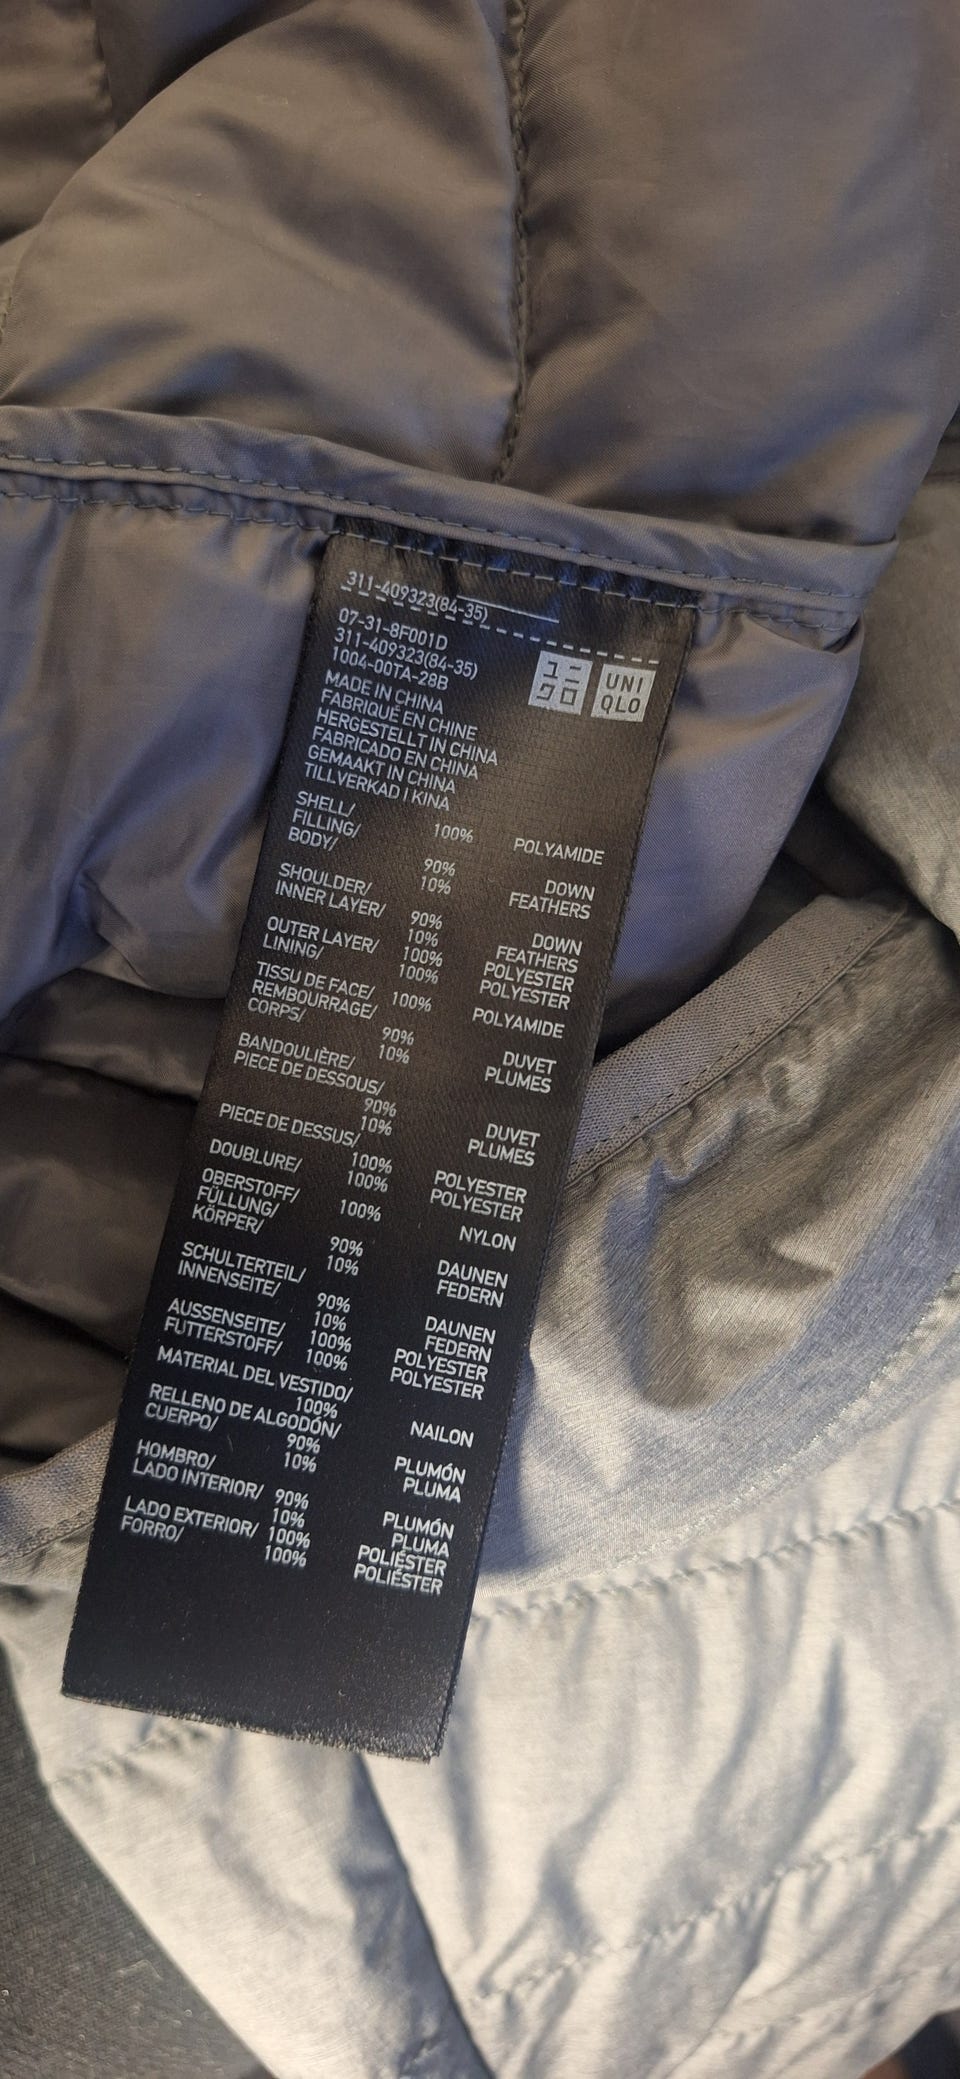 311-409323(84-35)
07-31-8F001D
311-409323(84-35)
1004-00TA-28B
ユニ
クロ
UNI
QLO
MADE IN CHINA
FABRIQUÉ EN CHINE
HERGESTELLT IN CHINA
FABRICADO EN CHINA
GEMAAKT IN CHINA
TILLVERKAD I KINA
SHELL/ 100% POLYAMIDE
FILLING/
BODY/ 90% DOWN
10% FEATHERS
SHOULDER/ 90% DOWN
10% FEATHERS
INNER LAYER/ 100% POLYESTER
OUTER LAYER/ 100% POLYESTER
LINING/ 100% POLYAMIDE
TISSU DE FACE/
REMBOURRAGE/
CORPS/ 90% DUVET
10% PLUMES
BANDOULIÈRE/ 90% DUVET
10% PLUMES
PIECE DE DESSOUS/ 100% POLYESTER
PIECE DE DESSUS/ 100% POLYESTER
DOUBLURE/
OBERSTOFF/ 100% NYLON
FÜLLUNG/
KÖRPER/ 90% DAUNEN
10% FEDERN
SCHULTERTEIL/ 90% DAUNEN
10% FEDERN
INNENSEITE/ 100% POLYESTER
AUSSENSEITE/ 100% POLYESTER
FUTTERSTOFF/
MATERIAL DEL VESTIDO/
100% NAILON
RELLENO DE ALGODÓN/
CUERPO/ 90% PLUMÓN
10% PLUMA
HOMBRO/ 90% PLUMÓN
10% PLUMA
LADO INTERIOR/ 100% POLIÉSTER
LADO EXTERIOR/ 100% POLIÉSTER
FORRO/